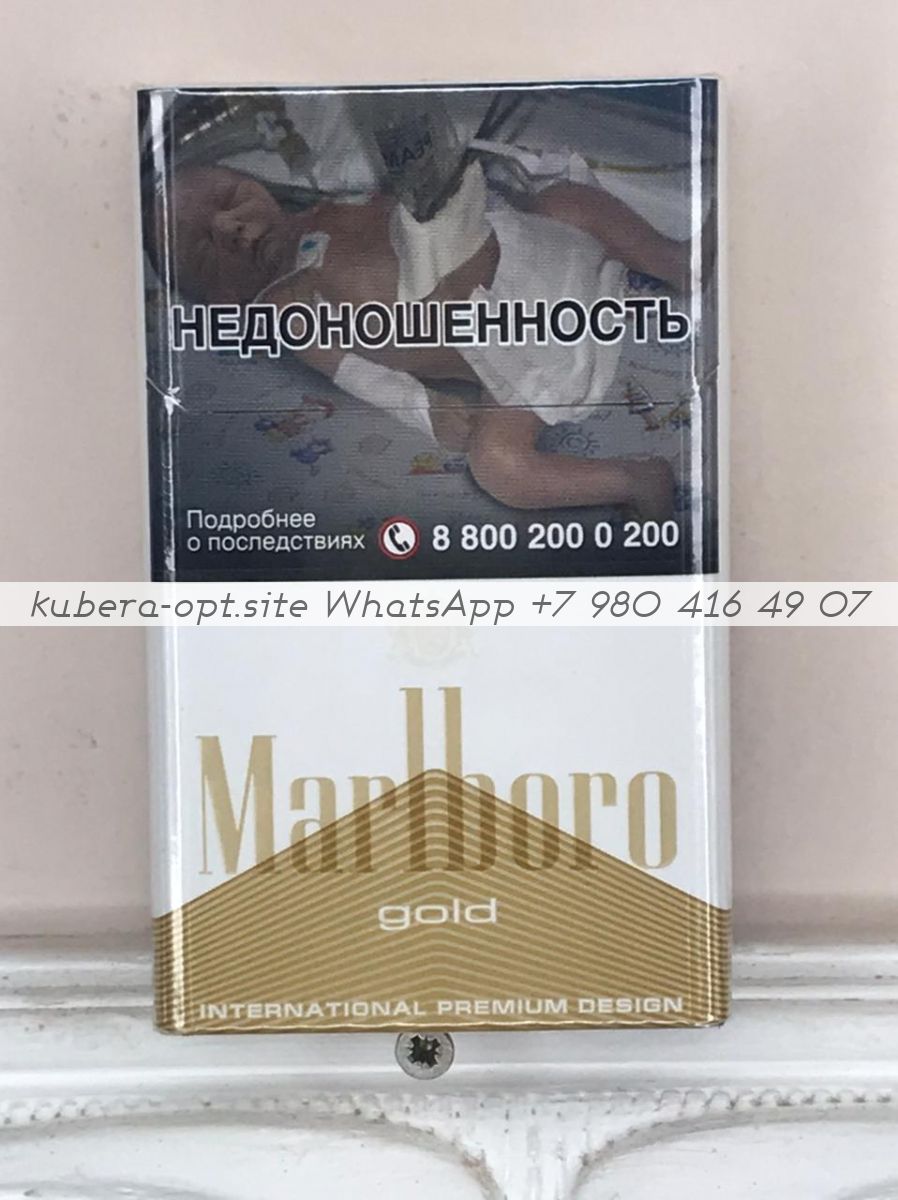 НЕДОНОШЕННОСТЬ
Подробнее
о последствиях 8 800 200 0 200
kubera-opt.site WhatsApp +7 980 416 49 07
Marlboro
gold
INTERNATIONAL PREMIUM DESIGN